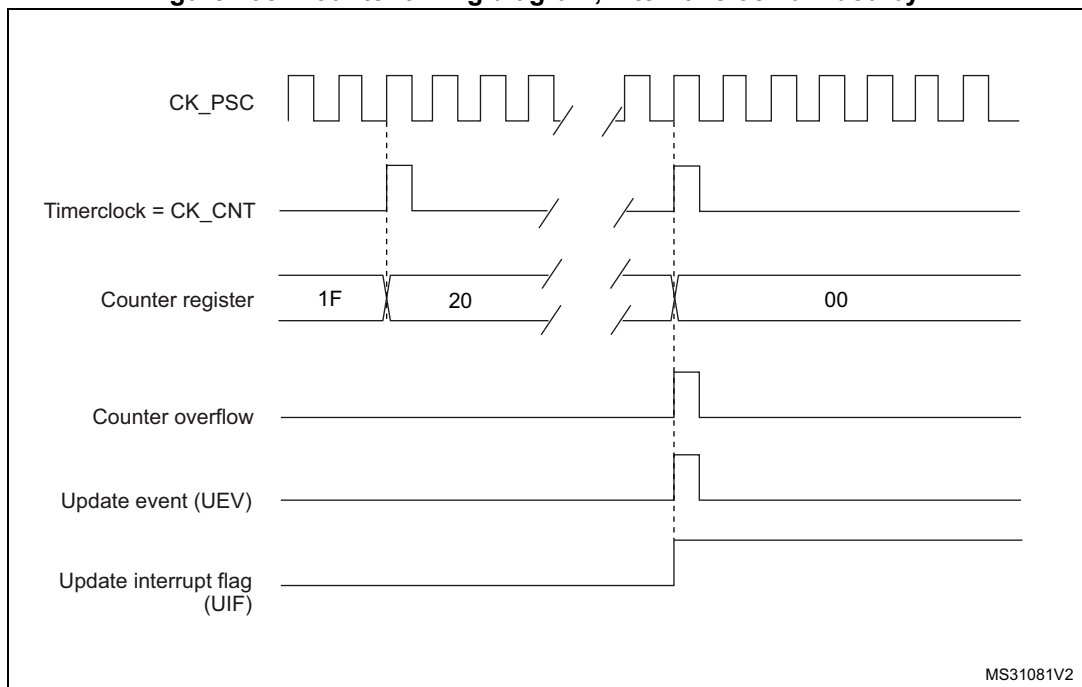 CK_PSC
Timerclock = CK_CNT
Counter register
1F
20
00
Counter overflow
Update event (UEV)
Update interrupt flag
(UIF)
MS31081V2